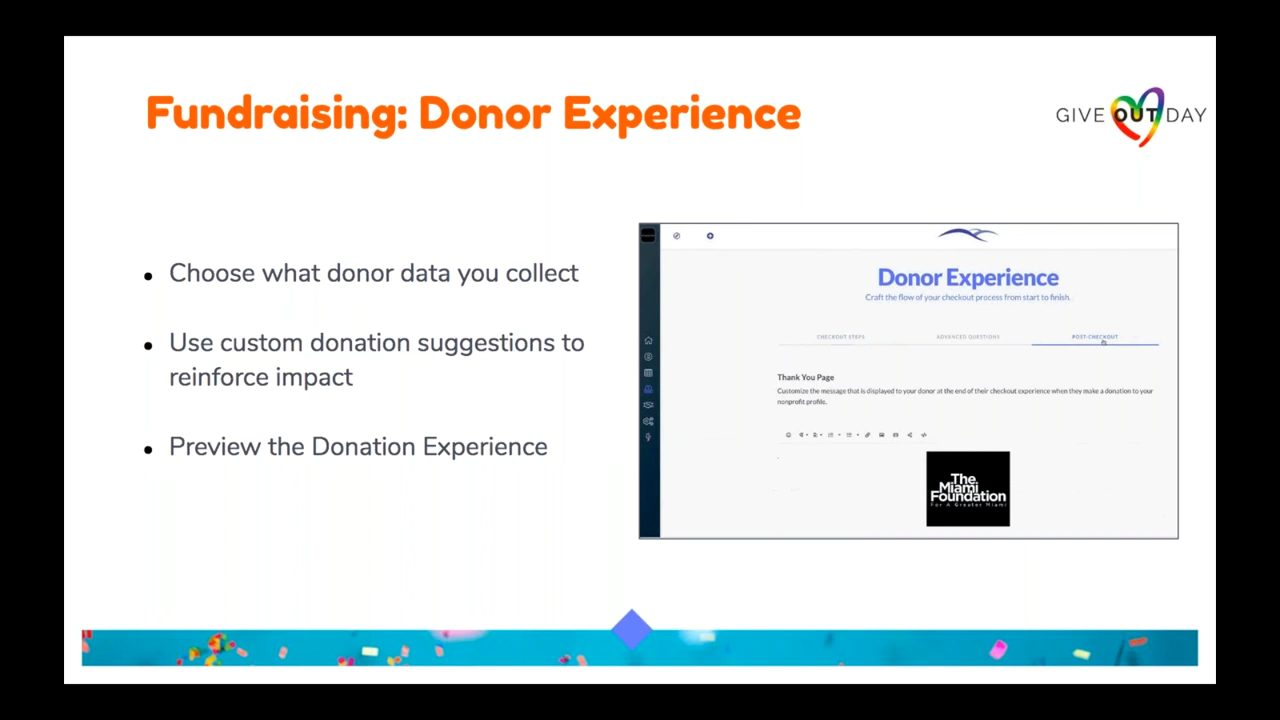 Fundraising: Donor Experience
GIVE OUT DAY
Choose what donor data you collect
Use custom donation suggestions to
reinforce impact
Preview the Donation Experience
Donor Experience
Craft the flow of your checkout process from start to finish.
CHECKOUT STEPS
ADVANCED QUESTIONS
POST-CHECKOUT
Thank You Page
Customize the message that is displayed to your donor at the end of their checkout experience when they make a donation to your
nonprofit profile.
The
Miami
Foundation
For A Greater Miami